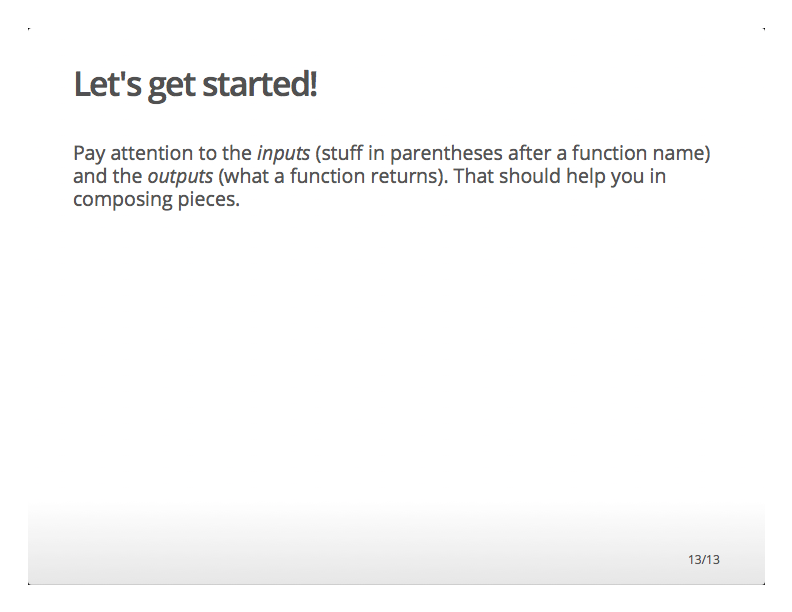 Let's get started!
Pay attention to the inputs (stuff in parentheses after a function name)
and the outputs (what a function returns). That should help you in
composing pieces.
13/13